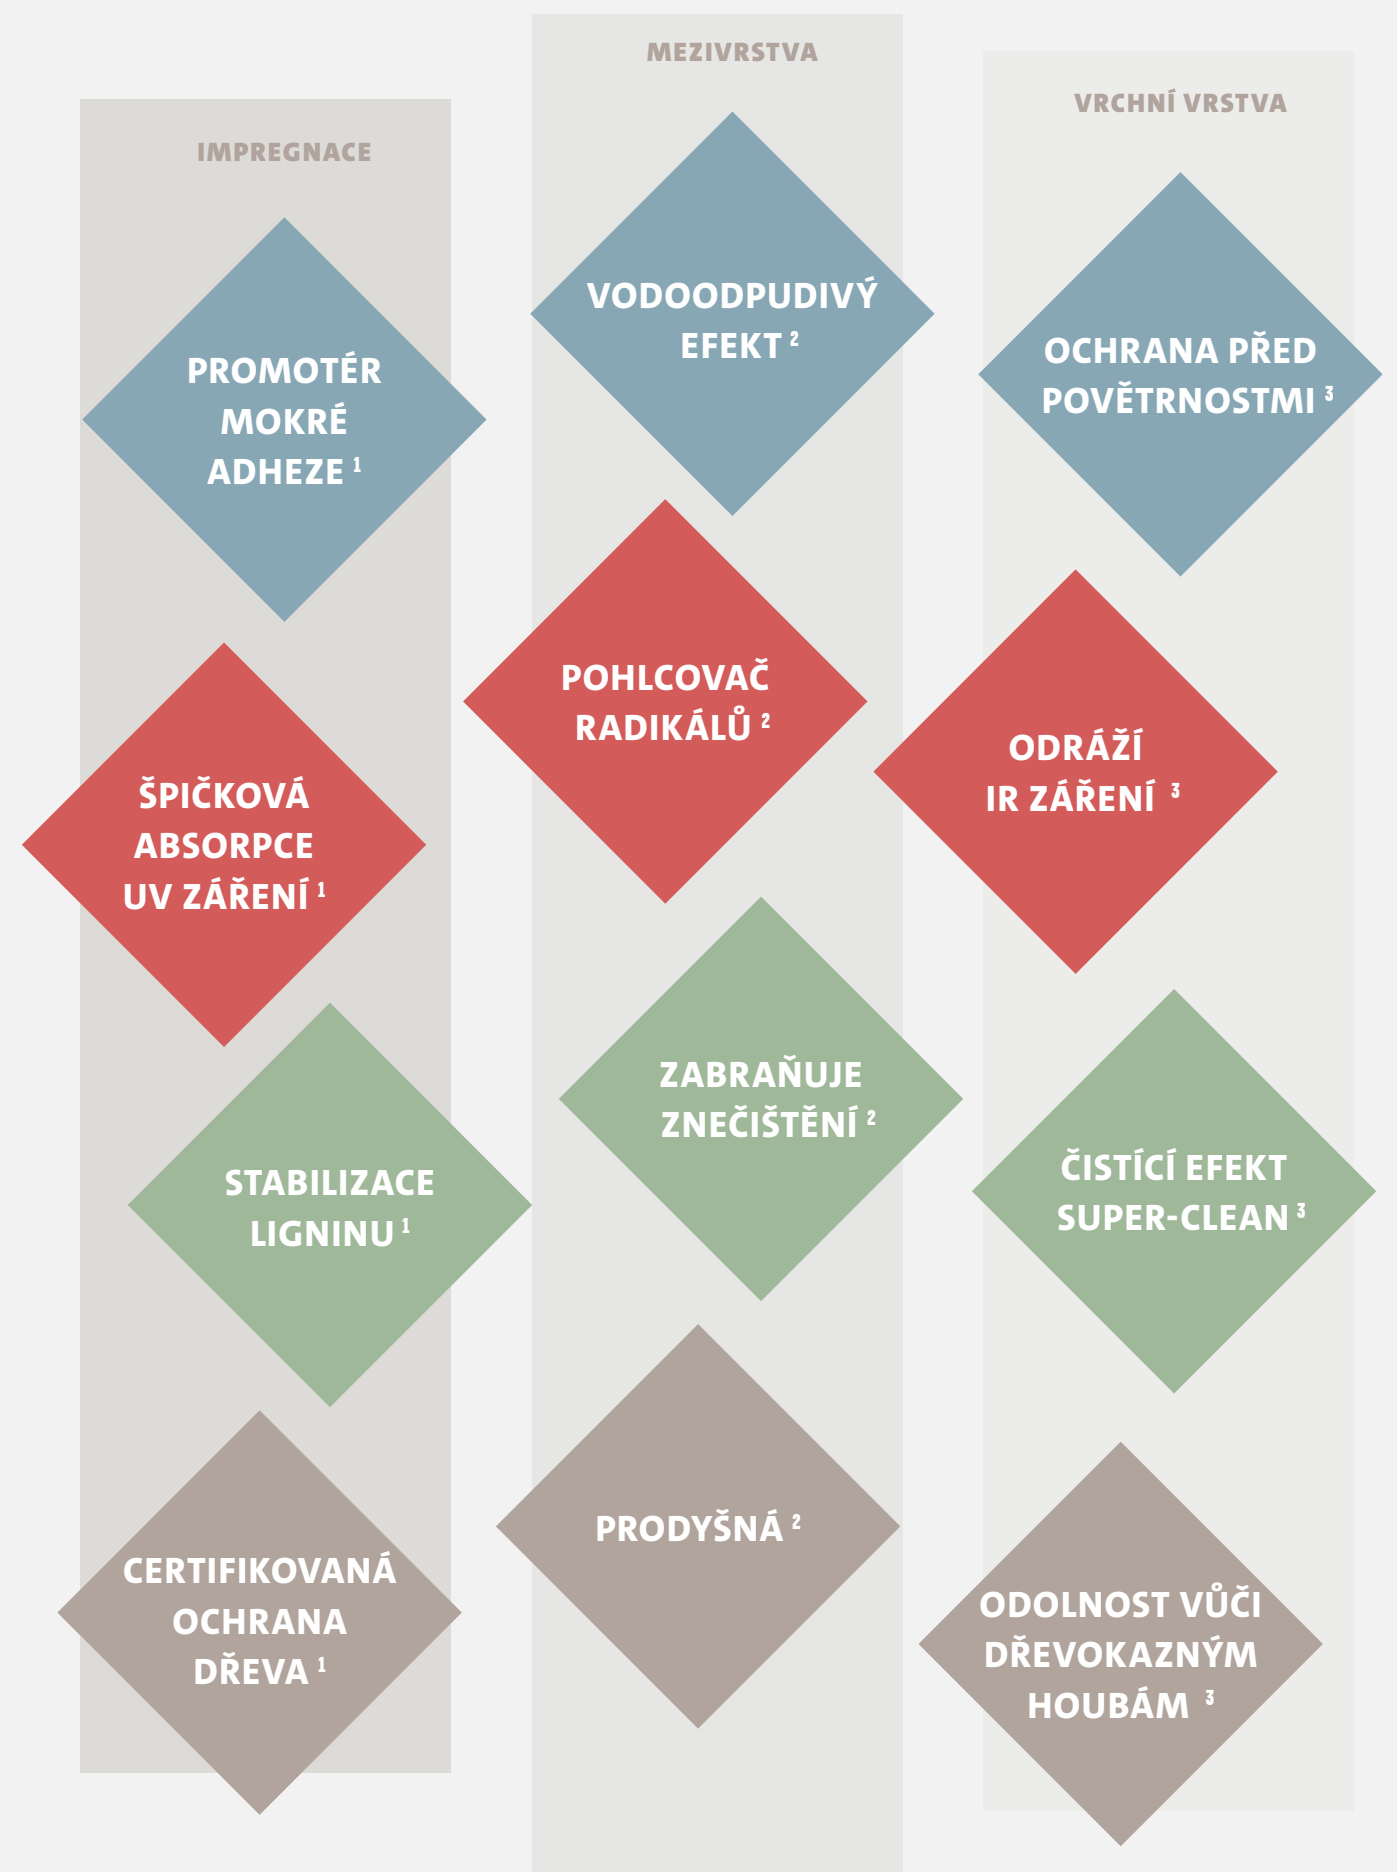 IMPREGNACE
PROMOTÉR
MOKRÉ
ADHEZE ¹
ŠPIČKOVÁ
ABSORPCE
UV ZÁŘENÍ ¹
STABILIZACE
LIGNINU ¹
CERTIFIKOVANÁ
OCHRANA
DŘEVA ¹
MEZIVRSTVA
VODOODPUDIVÝ
EFEKT ²
POHLCOVAČ
RADIKÁLŮ ²
ZABRAŇUJE
ZNEČIŠTĚNÍ ²
PRODYŠNÁ ²
VRCHNÍ VRSTVA
OCHRANA PŘED
POVĚTRNOSTMI ³
ODRÁŽÍ
IR ZÁŘENÍ ³
ČISTÍCÍ EFEKT
SUPER-CLEAN ³
ODOLNOST VŮČI
DŘEVOKAZNÝM
HOUBÁM ³